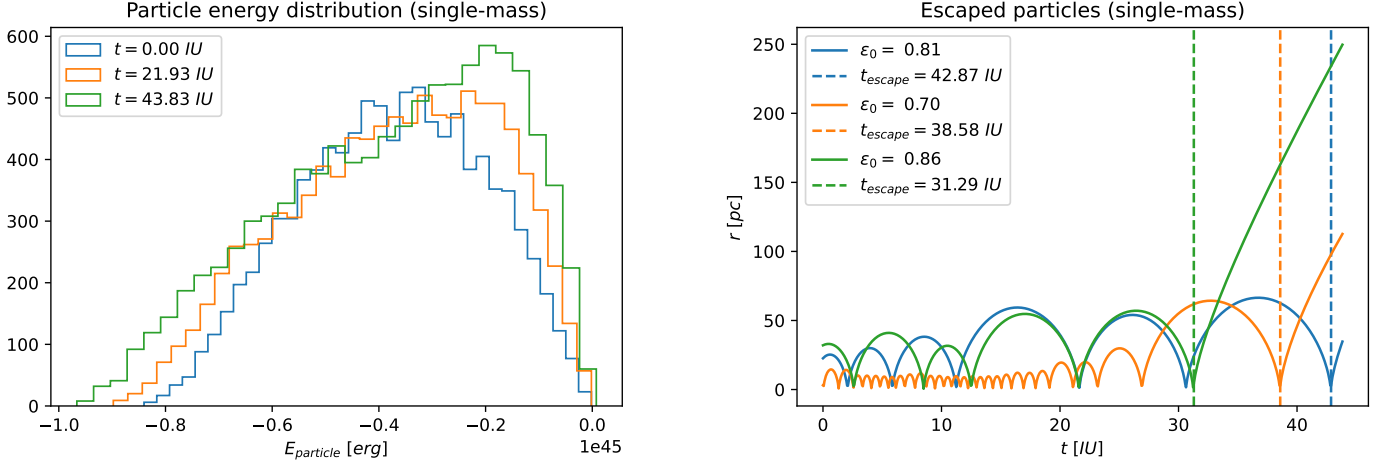 Particle energy distribution (single-mass)
600
500
400
300
200
100
0
t = 0.00 IU
t = 21.93 IU
t = 43.83 IU
−1.0
−0.8
−0.6
−0.4
−0.2
0.0
1e45
E_particle [erg]
Escaped particles (single-mass)
250
200
150
100
50
0
r [pc]
ε₀ = 0.81
t_escape = 42.87 IU
ε₀ = 0.70
t_escape = 38.58 IU
ε₀ = 0.86
t_escape = 31.29 IU
0
10
20
30
40
t [IU]